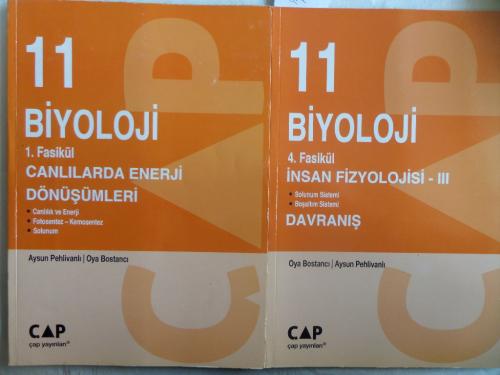 11
BİYOLOJİ
1. Fasikül
CANLILARDA ENERJİ
DÖNÜŞÜMLERİ
• Canlılık ve Enerji
• Fotosentez – Kemosentez
• Solunum
Aysun Pehlivanlı | Oya Bostancı
ÇAP
çap yayınları®
ÇAP
11
BİYOLOJİ
4. Fasikül
İNSAN FİZYOLOJİSİ - III
• Solunum Sistemi
• Boşaltım Sistemi
DAVRANIŞ
Oya Bostancı | Aysun Pehlivanlı
ÇAP
çap yayınları®
ÇAP